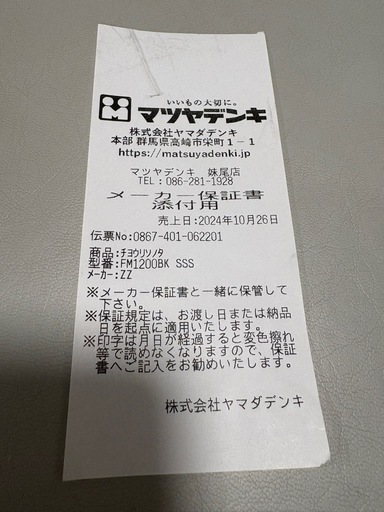 いいもの大切に。
マツヤデンキ
株式会社ヤマダデンキ
本部 群馬県高崎市栄町1-1
https://matsuyadenki.jp
マツヤデンキ 妹尾店
TEL:086-281-1928
メーカー保証書
添付用
売上日:2024年10月26日
伝票No:0867-401-062201
商品:チヨウリソノタ
型番:FM1200BK SSS
メーカー:ZZ
※メーカー保証書と一緒に保管して
下さい。
※保証規定は、お渡し日または納品
日を起点に適用いたします。
※印字は月日が経過すると変色擦れ
等で読めなくなりますので、保証
書へご記入をお勧めいたします。
株式会社ヤマダデンキ